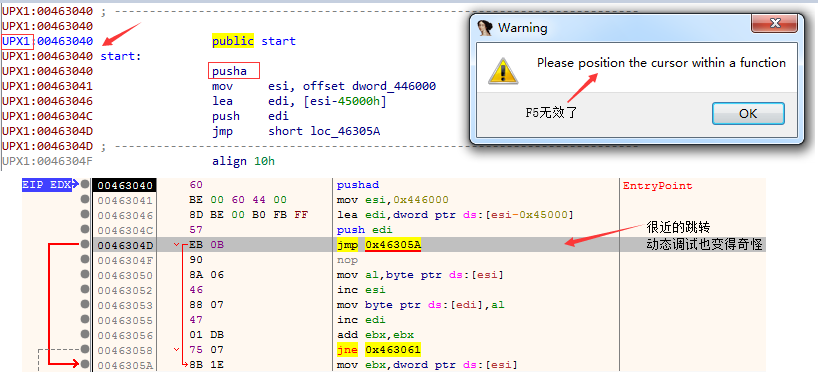 UPX1:00463040 ; ---------------------------------------------------------------------------
UPX1:00463040
UPX1:00463040 public start
UPX1:00463040 start:
UPX1:00463040 pusha
UPX1:00463041 mov esi, offset dword_446000
UPX1:00463046 lea edi, [esi-45000h]
UPX1:0046304C push edi
UPX1:0046304D jmp short loc_46305A
UPX1:0046304D ; ---------------------------------------------------------------------------
UPX1:0046304F align 10h
Warning
Please position the cursor within a function
F5无效了
OK
EIP EDX 00463040 60 pushad EntryPoint
00463041 BE 00 60 44 00 mov esi,0x446000
00463046 8D BE 00 B0 FB FF lea edi,dword ptr ds:[esi-0x45000]
0046304C 57 push edi
很近的跳转
0046304D EB 0B jmp 0x46305A 动态调试也变得奇怪
0046304F 90 nop
00463050 8A 06 mov al,byte ptr ds:[esi]
00463052 46 inc esi
00463053 88 07 mov byte ptr ds:[edi],al
00463055 47 inc edi
00463056 01 DB add ebx,ebx
00463058 75 07 jne 0x463061
0046305A 8B 1E mov ebx,dword ptr ds:[esi]